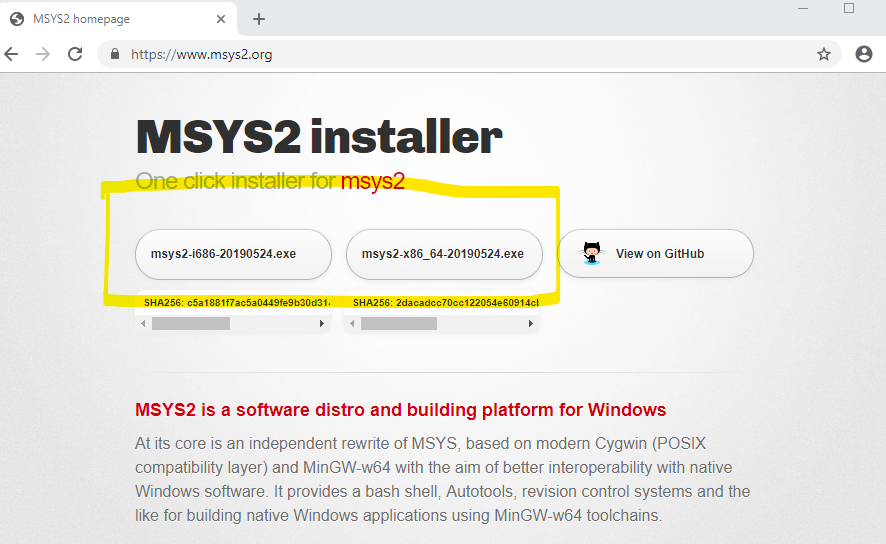 MSYS2 homepage
https://www.msys2.org
MSYS2 installer
One click installer for msys2
msys2-i686-20190524.exe
msys2-x86_64-20190524.exe
View on GitHub
SHA256: c5a1881f7ac5a0449fe9b30d314
SHA256: 2dacadcc70cc122054e60914cb
MSYS2 is a software distro and building platform for Windows
At its core is an independent rewrite of MSYS, based on modern Cygwin (POSIX
compatibility layer) and MinGW-w64 with the aim of better interoperability with native
Windows software. It provides a bash shell, Autotools, revision control systems and the
like for building native Windows applications using MinGW-w64 toolchains.